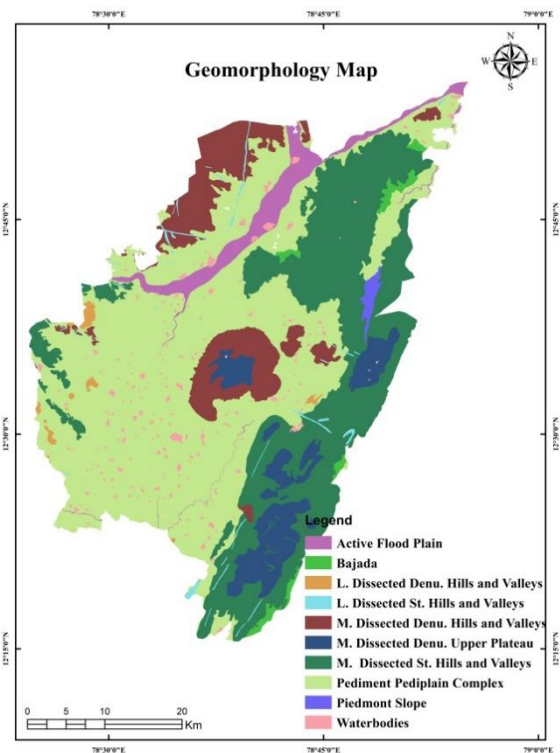 78°30'0"E 78°45'0"E 79°0'0"E
Geomorphology Map
N
W E
S
12°45'0"N 12°45'0"N
12°30'0"N 12°30'0"N
Legend
Active Flood Plain
Bajada
L. Dissected Denu. Hills and Valleys
L. Dissected St. Hills and Valleys
M. Dissected Denu. Hills and Valleys
M. Dissected Denu. Upper Plateau
12°15'0"N 12°15'0"N
M. Dissected St. Hills and Valleys
Pediment Pediplain Complex
Piedmont Slope
Waterbodies
0 5 10 20
Km
78°30'0"E 78°45'0"E 79°0'0"E